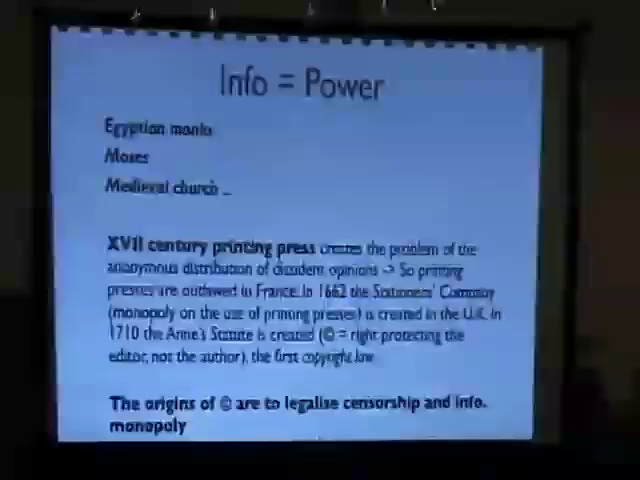 Info = Power
Egyptian monks
Moses
Medieval church ...
XVII century printing press creates the problem of the
anonymous distribution of dissident opinions -> So printing
presses are outlawed in France. In 1662 the Stationers' Company
(monopoly on the use of printing presses) is created in the U.K. In
1710 the Anne's Statute is created (© = right protecting the
editor, not the author), the first copyright law.
The origins of © are to legalise censorship and info.
monopoly